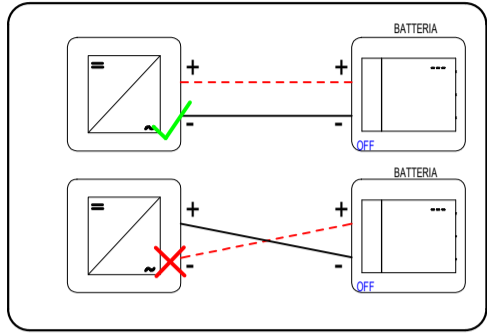 BATTERIA
+ +
- -
OFF
BATTERIA
+ +
- -
OFF